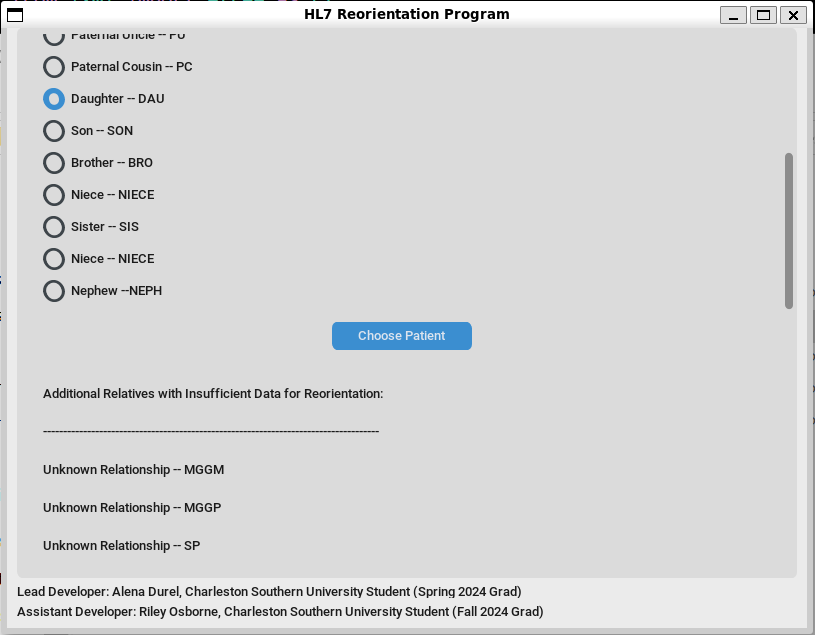 HL7 Reorientation Program
Paternal Uncle -- PU
Paternal Cousin -- PC
Daughter -- DAU
Son -- SON
Brother -- BRO
Niece -- NIECE
Sister -- SIS
Niece -- NIECE
Nephew --NEPH
Choose Patient
Additional Relatives with Insufficient Data for Reorientation:
------------------------------------------------------------------------------------
Unknown Relationship -- MGGM
Unknown Relationship -- MGGP
Unknown Relationship -- SP
Lead Developer: Alena Durel, Charleston Southern University Student (Spring 2024 Grad)
Assistant Developer: Riley Osborne, Charleston Southern University Student (Fall 2024 Grad)